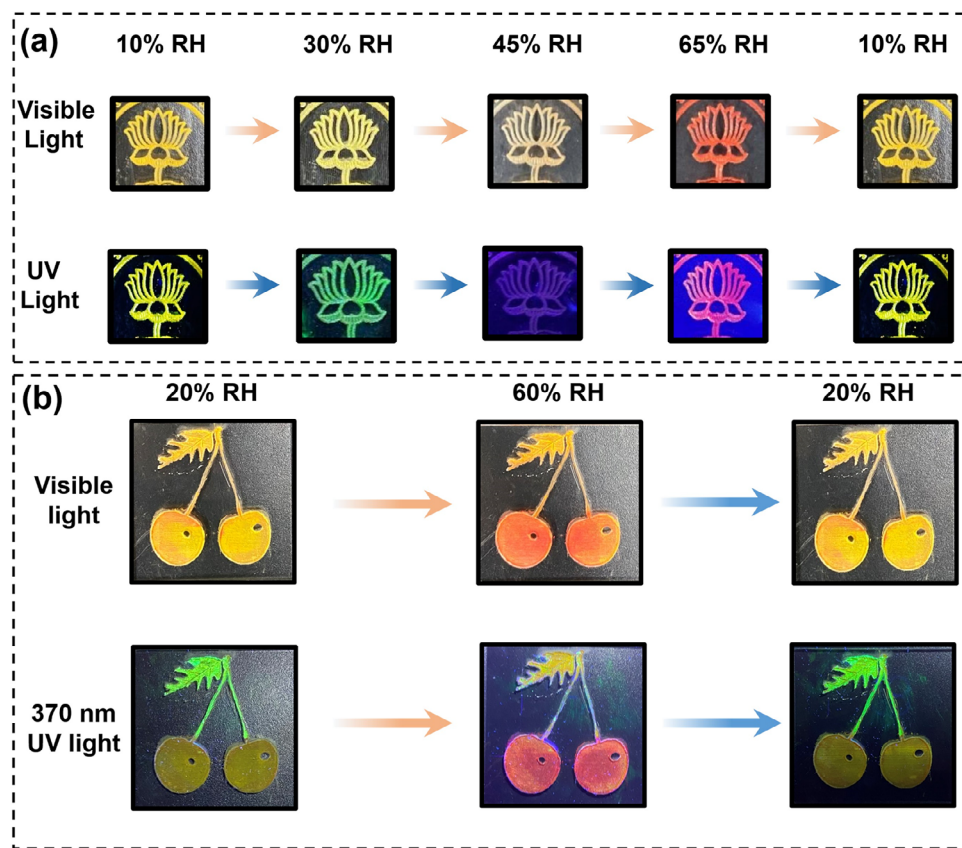 (a)
10% RH 30% RH 45% RH 65% RH 10% RH
Visible
Light
UV
Light
(b)
20% RH 60% RH 20% RH
Visible
light
370 nm
UV light